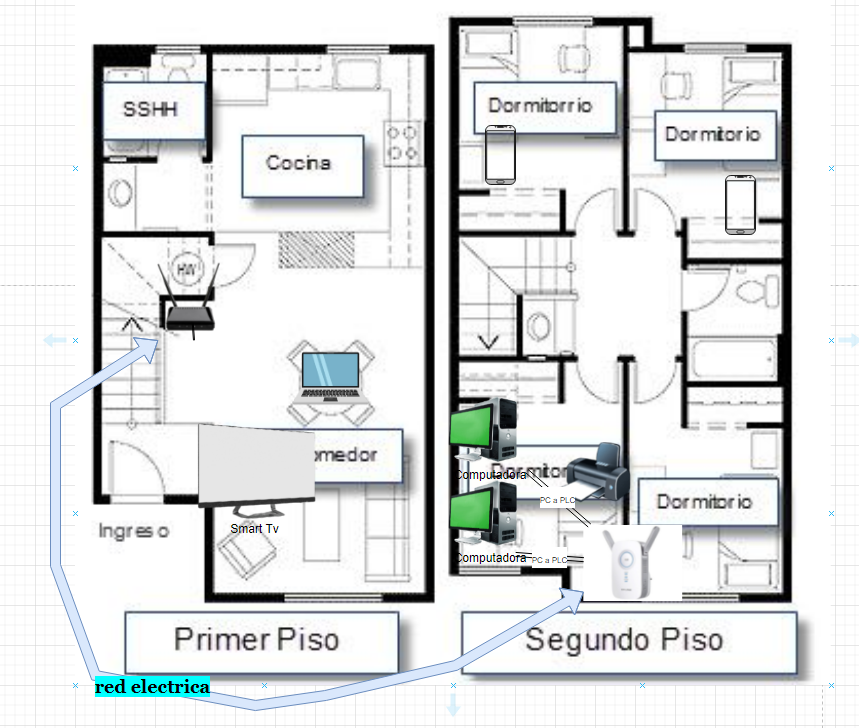 SSHH
Cocina
HW
omedor
Smart Tv
Ingreso
Primer Piso
red electrica
Dormitorrio
Dormitorio
Computadora
Dormitor
PC a PLC
Computadora
PC a PLC
Dormitorio
Segundo Piso